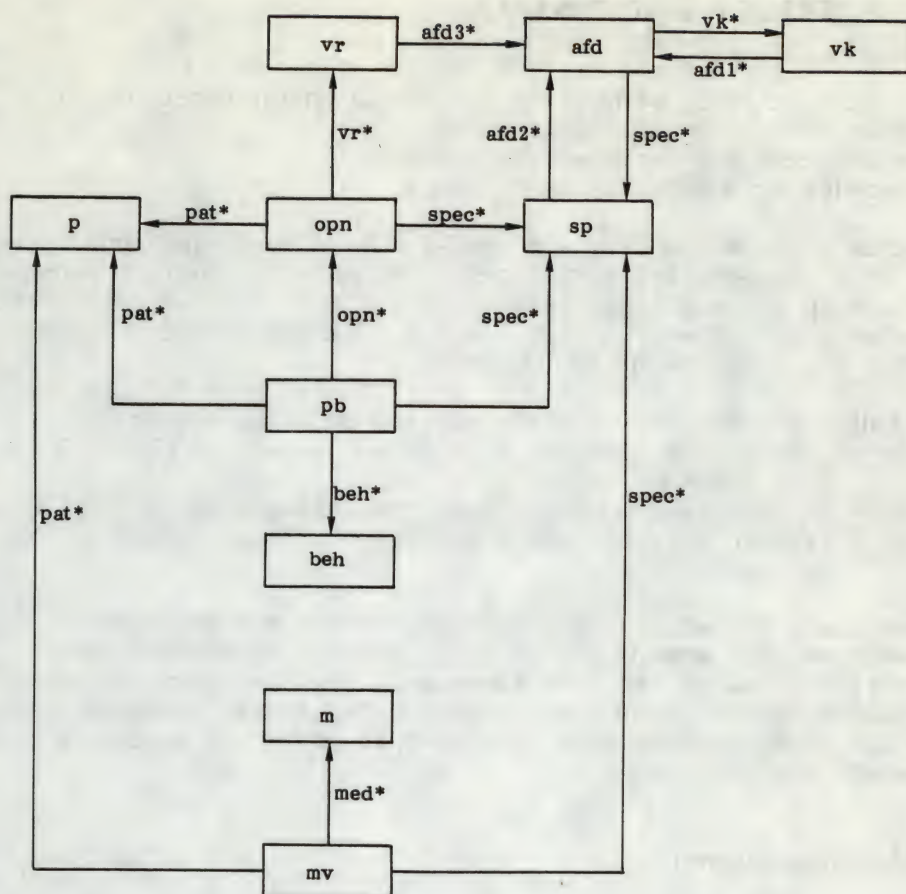 vr afd3* afd vk* vk
afd1*
vr* afd2* spec*
p pat* opn spec* sp
pat* opn* spec*
pb
pat* beh* spec*
beh
m
med*
mv